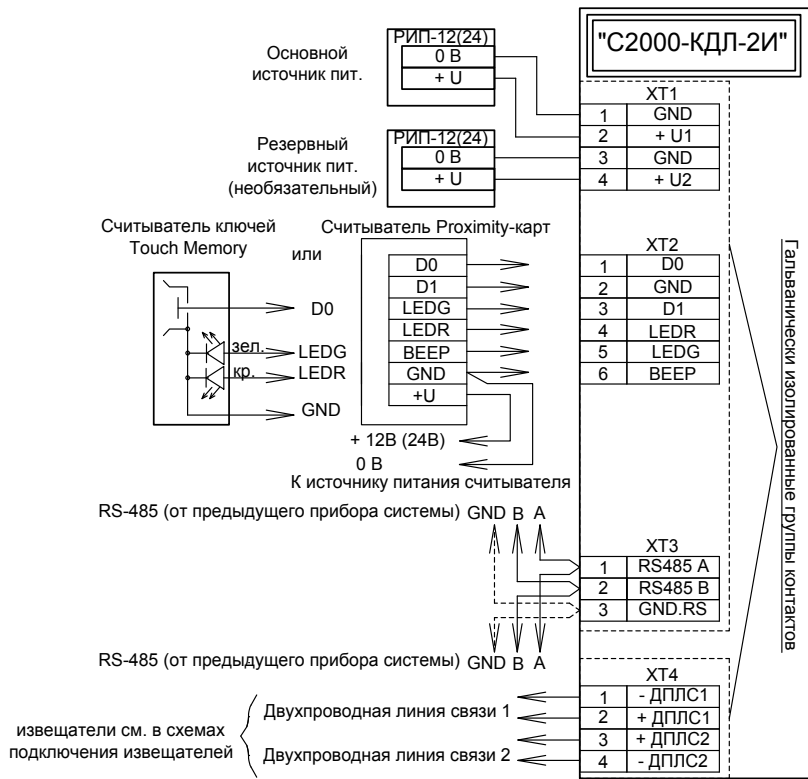 "С2000-КДЛ-2И"
Основной
источник пит.
РИП-12(24)
0 В
+ U
Резервный
источник пит.
(необязательный)
РИП-12(24)
0 В
+ U
XT1
1 GND
2 + U1
3 GND
4 + U2
Считыватель ключей
Touch Memory
или
Считыватель Proximity-карт
D0
зел.
LEDG
кр.
LEDR
GND
D0
D1
LEDG
LEDR
BEEP
GND
+U
+ 12В (24В)
0 В
К источнику питания считывателя
XT2
1 D0
2 GND
3 D1
4 LEDR
5 LEDG
6 BEEP
Гальванически изолированные группы контактов
RS-485 (от предыдущего прибора системы) GND B A
XT3
1 RS485 A
2 RS485 B
3 GND.RS
RS-485 (от предыдущего прибора системы) GND B A
XT4
1 - ДПЛС1
2 + ДПЛС1
3 + ДПЛС2
4 - ДПЛС2
извещатели см. в схемах
подключения извещателей
Двухпроводная линия связи 1
Двухпроводная линия связи 2